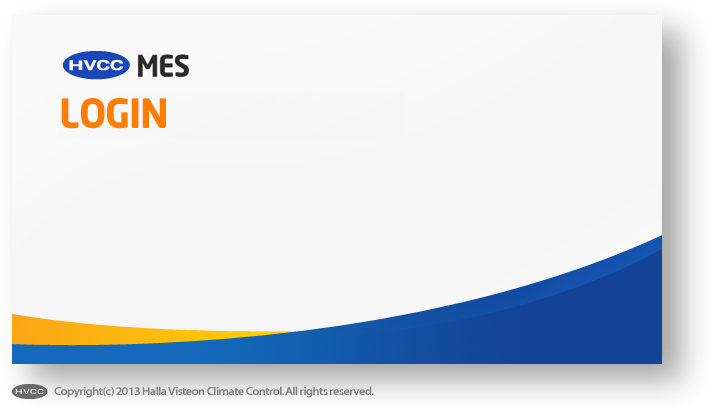 HVCC MES
LOGIN
HVCC Copyright(c) 2013 Halla Visteon Climate Control. All rights reserved.